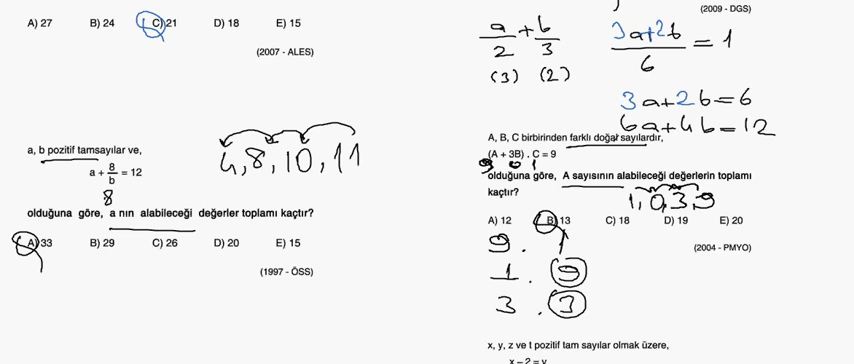 A) 27 B) 24 C) 21 D) 18 E) 15
(2007 - ALES)
a, b pozitif tamsayılar ve,
a + 8/b = 12
8
4, 8, 10, 11
olduğuna göre, a nın alabileceği değerler toplamı kaçtır?
A) 33 B) 29 C) 26 D) 20 E) 15
(1997 - ÖSS)
(2009 - DGS)
a/2 + b/3
(3) (2)
3a+2b/6 = 1
3a+2b=6
6a+4b=12
A, B, C birbirinden farklı doğal sayılardır,
(A + 3B) . C = 9
9 0 1
olduğuna göre, A sayısının alabileceği değerlerin toplamı
kaçtır?
1, 0, 3, 9
A) 12 B) 13 C) 18 D) 19 E) 20
(2004 - PMYO)
9 . 1
1 . 9
3 . 3
x, y, z ve t pozitif tam sayılar olmak üzere,
x – 2 = y